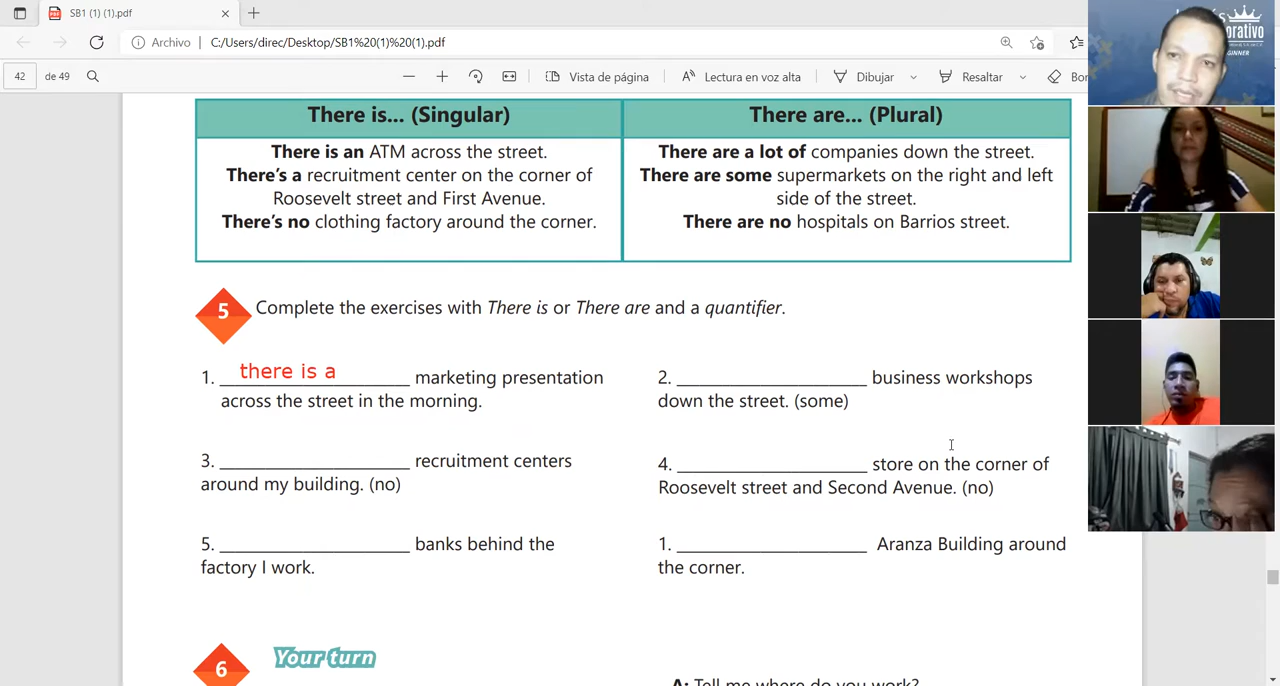 SB1 (1) (1).pdf
Archivo
C:/Users/direc/Desktop/SB1%20(1)%20(1).pdf
42
de 49
Vista de página
Lectura en voz alta
Dibujar
Resaltar
There is... (Singular)
There is an ATM across the street.
There's a recruitment center on the corner of
Roosevelt street and First Avenue.
There's no clothing factory around the corner.
There are... (Plural)
There are a lot of companies down the street.
There are some supermarkets on the right and left
side of the street.
There are no hospitals on Barrios street.
5 Complete the exercises with There is or There are and a quantifier.
1. there is a marketing presentation
across the street in the morning.
2. ____________________ business workshops
down the street. (some)
3. ____________________ recruitment centers
around my building. (no)
4. ____________________ store on the corner of
Roosevelt street and Second Avenue. (no)
5. ____________________ banks behind the
factory I work.
1. ____________________ Aranza Building around
the corner.
6 Your turn
A: Tell me where do you work?